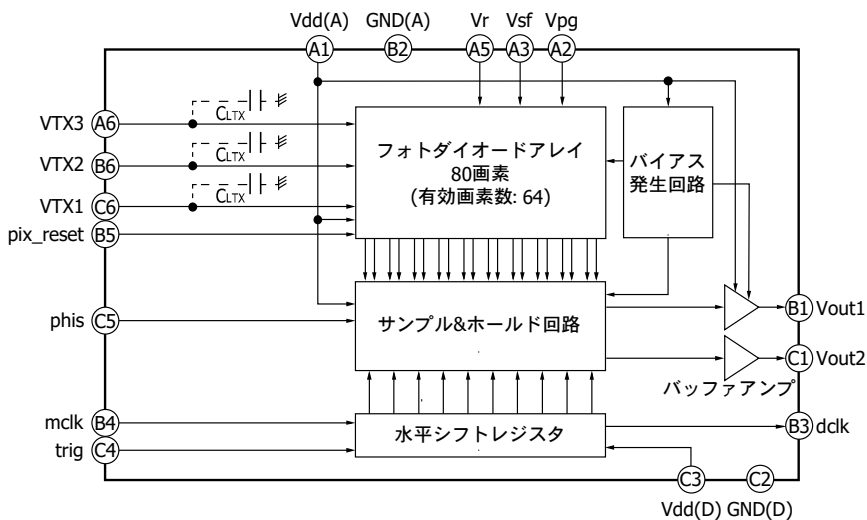 Vdd(A) GND(A) Vr Vsf Vpg
A1 B2 A5 A3 A2
VTX3 A6 CLTX
VTX2 B6 CLTX
VTX1 C6 CLTX
pix_reset B5
フォトダイオードアレイ
80画素
(有効画素数: 64)
バイアス
発生回路
phis C5
サンプル&ホールド回路
B1 Vout1
C1 Vout2
バッファアンプ
mclk B4
trig C4
水平シフトレジスタ
B3 dclk
C3 C2
Vdd(D) GND(D)